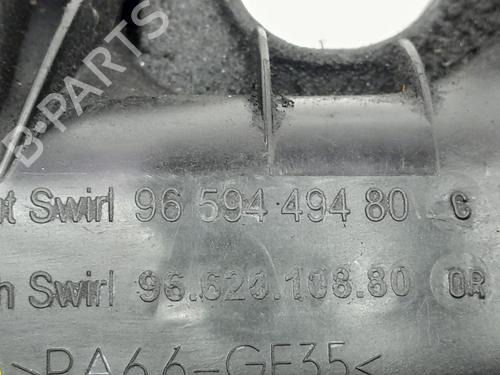 B-PARTS
t Swirl 96 594 494 80 C
h Swirl 96.620.108.80 OR
>PA66-GF35<